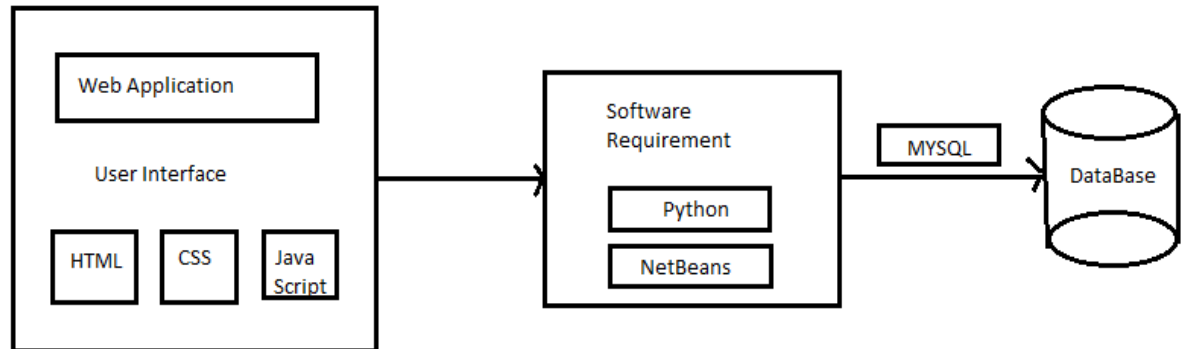 Web Application
User Interface
HTML
CSS
Java
Script
Software
Requirement
Python
NetBeans
MYSQL
DataBase